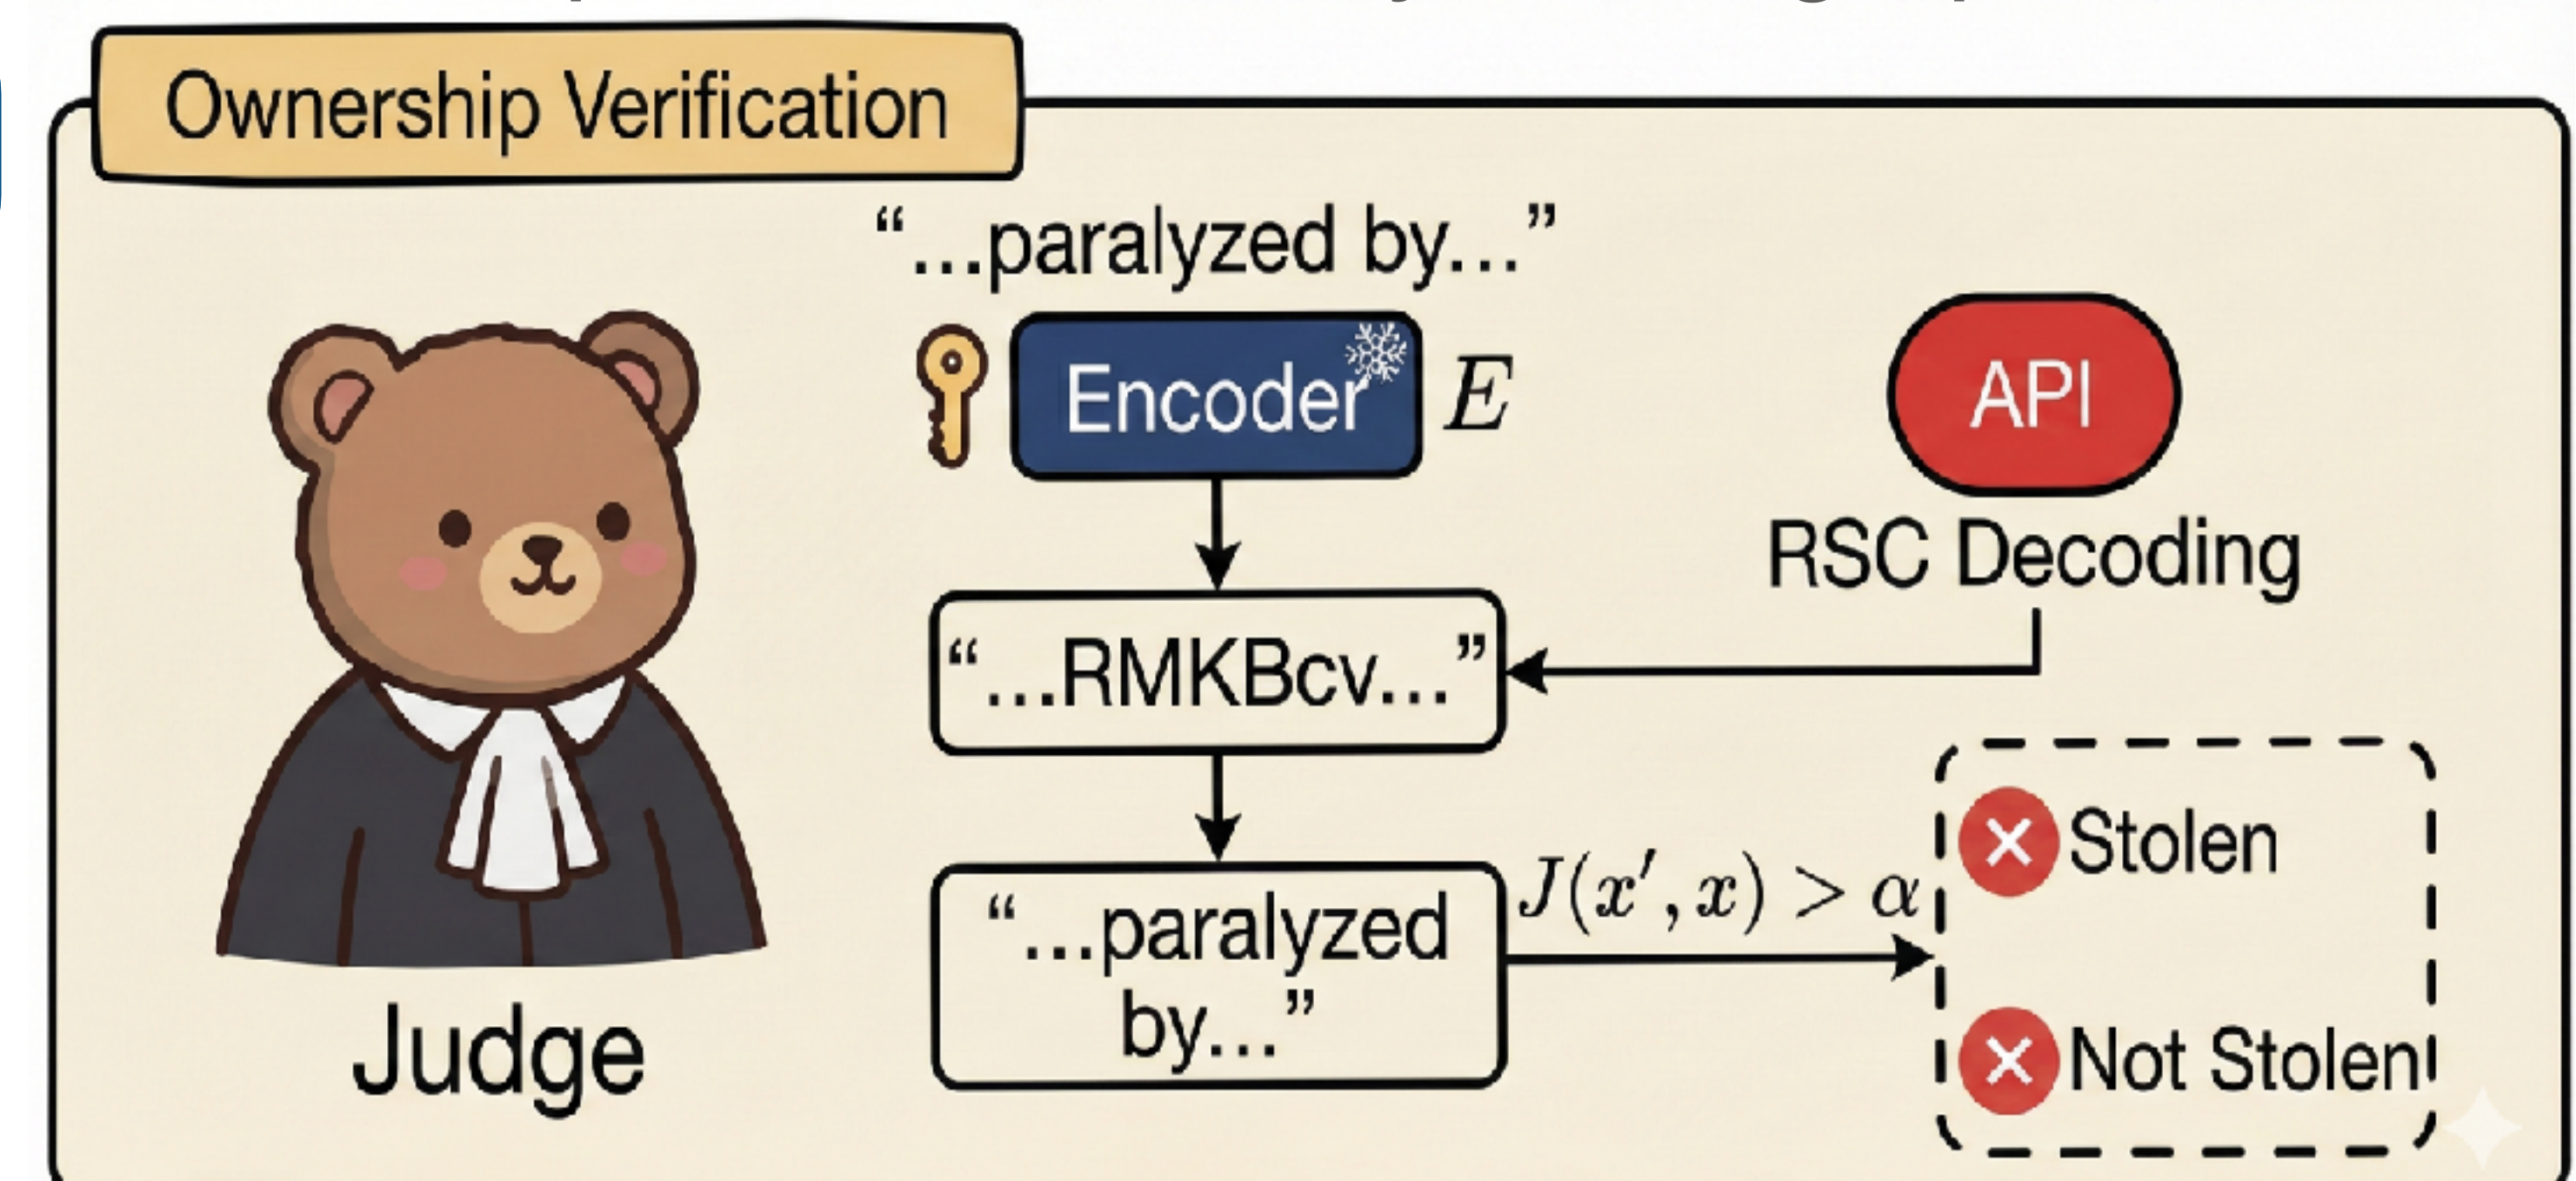 Ownership Verification
“...paralyzed by...”
Encoder
E
API
RSC Decoding
“...RMKBcv...”
“...paralyzed
by...”
J(x′, x) > α
Stolen
Not Stolen
Judge